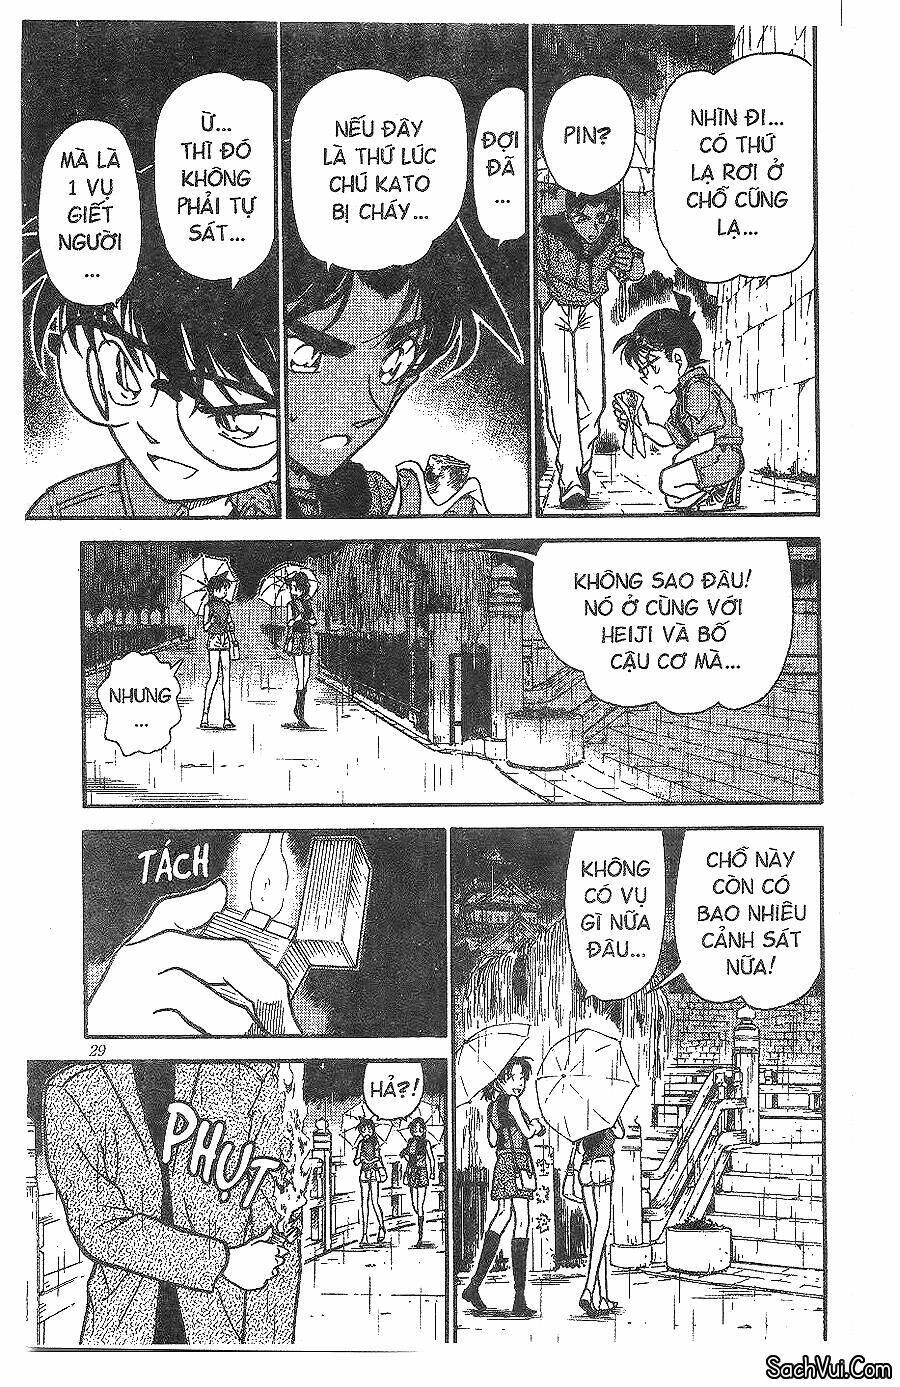 NHÌN ĐI...
CÓ THỨ
LẠ RƠI Ở
CHỖ CŨNG
LẠ...
PIN?
ĐỢI
ĐÃ
...
NẾU ĐÂY
LÀ THỨ LÚC
CHÚ KATO
BỊ CHÁY...
Ừ...
THÌ ĐÓ
KHÔNG
PHẢI TỰ
SÁT...
MÀ LÀ
1 VỤ
GIẾT
NGƯỜI
...
KHÔNG SAO ĐÂU!
NÓ Ở CÙNG VỚI
HEIJI VÀ BỐ
CẬU CƠ MÀ...
NHƯNG
...
CHỖ NÀY
CÒN CÓ
BAO NHIÊU
CẢNH SÁT
NỮA!
KHÔNG
CÓ VỤ
GÌ NỮA
ĐÂU...
TÁCH
29
HẢ?!
PHỤT
SachVui.Com